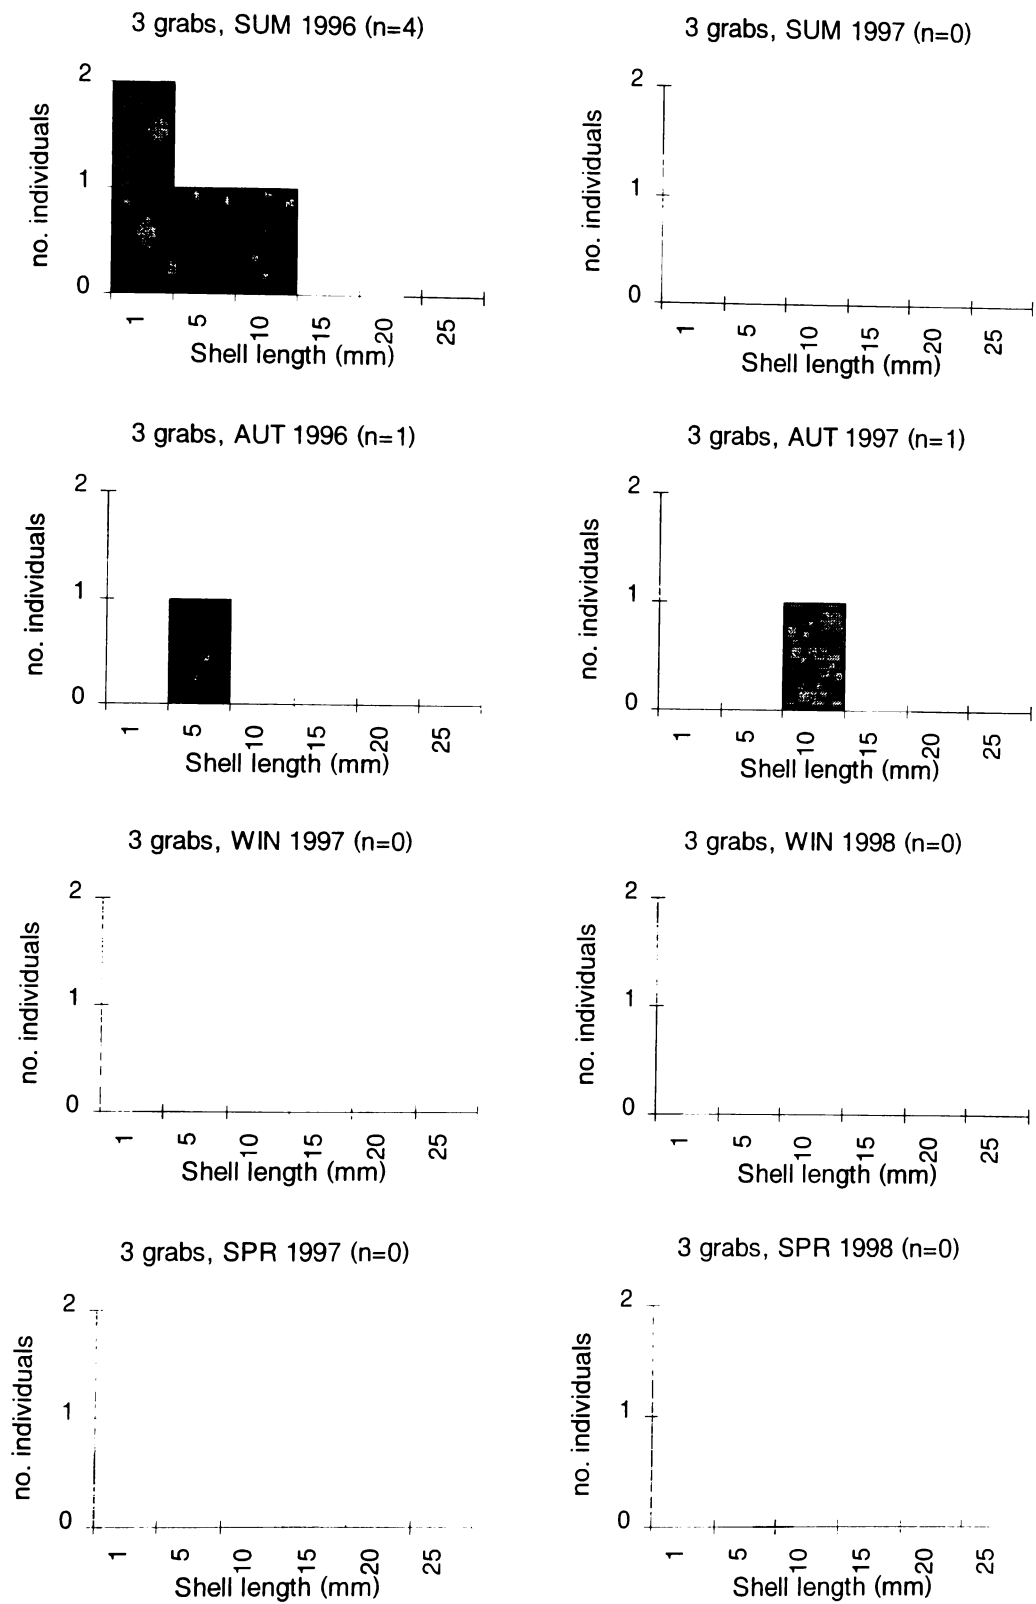 3 grabs, SUM 1996 (n=4)
2
1
0
no. individuals
1 5 10 15 20 25
Shell length (mm)
3 grabs, SUM 1997 (n=0)
2
1
0
no. individuals
1 5 10 15 20 25
Shell length (mm)
3 grabs, AUT 1996 (n=1)
2
1
0
no. individuals
1 5 10 15 20 25
Shell length (mm)
3 grabs, AUT 1997 (n=1)
2
1
0
no. individuals
1 5 10 15 20 25
Shell length (mm)
3 grabs, WIN 1997 (n=0)
2
1
0
no. individuals
1 5 10 15 20 25
Shell length (mm)
3 grabs, WIN 1998 (n=0)
2
1
0
no. individuals
1 5 10 15 20 25
Shell length (mm)
3 grabs, SPR 1997 (n=0)
2
1
0
no. individuals
1 5 10 15 20 25
Shell length (mm)
3 grabs, SPR 1998 (n=0)
2
1
0
no. individuals
1 5 10 15 20 25
Shell length (mm)